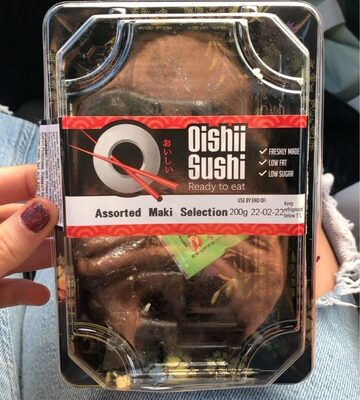 おいしい
Oishii
Sushi
Ready to eat
✓ FRESHLY MADE
✓ LOW FAT
✓ LOW SUGAR
USE BY END OF:
Assorted Maki Selection 200g 22-02-22
Keep
refrigerated
below 5°C